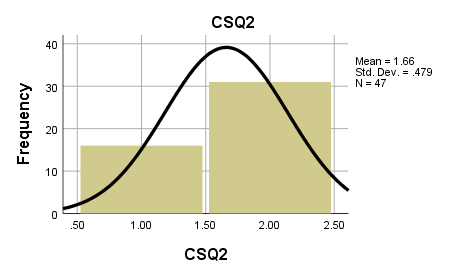 CSQ2
40
30
20
10
0
Frequency
.50 1.00 1.50 2.00 2.50
CSQ2
Mean = 1.66
Std. Dev. = .479
N = 47